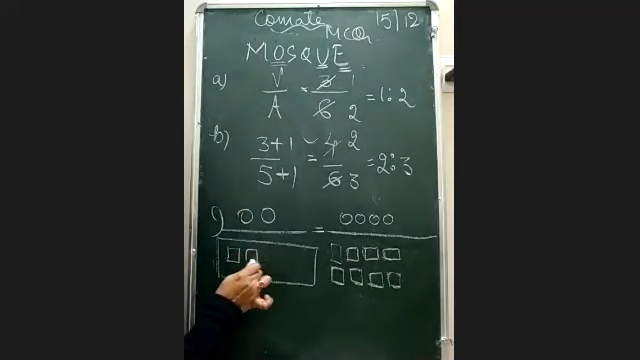 Comate 15/12
MCQs
MOSQUE
a) V/A = 3/6 1 2 = 1:2
b) 3+1/5+1 = 4/6 2 3 = 2:3
c) =